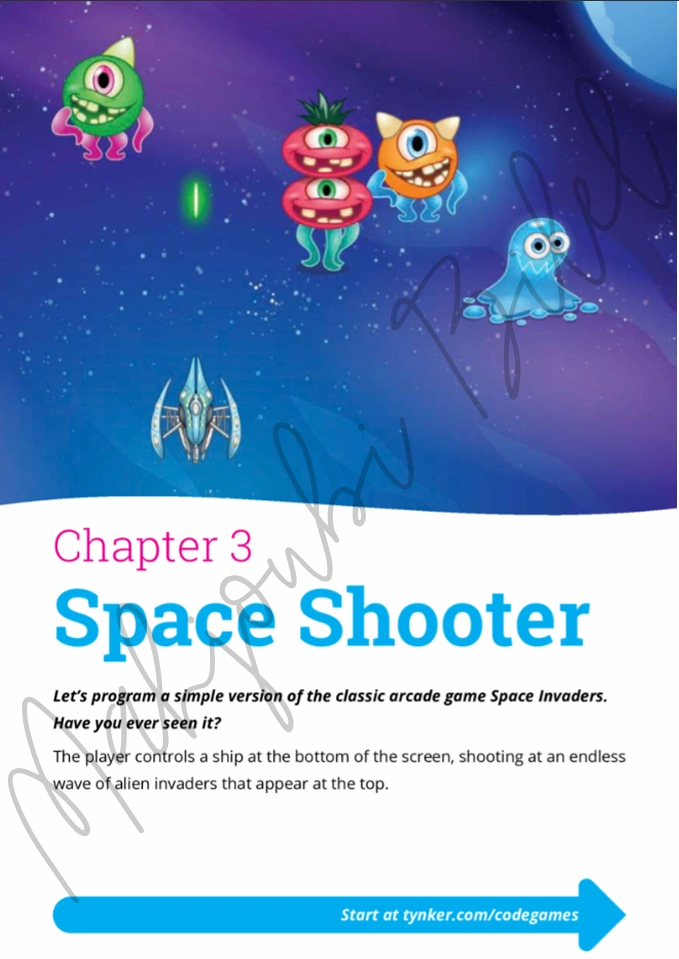 Chapter 3
Space Shooter
Let's program a simple version of the classic arcade game Space Invaders.
Have you ever seen it?
The player controls a ship at the bottom of the screen, shooting at an endless
wave of alien invaders that appear at the top.
Start at tynker.com/codegames